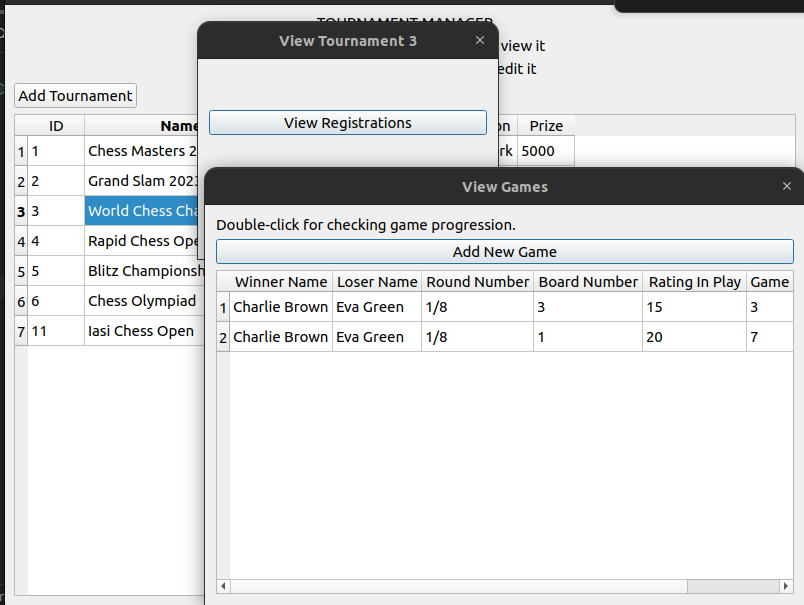 TOURNAMENT MANAGER
View Tournament 3
view it
edit it
Add Tournament
View Registrations
ID Name on Prize
1 1 Chess Masters 2 rk 5000
2 2 Grand Slam 2023
3 3 World Chess Cha
4 4 Rapid Chess Ope
5 5 Blitz Championsh
6 6 Chess Olympiad
7 11 Iasi Chess Open
View Games
Double-click for checking game progression.
Add New Game
Winner Name Loser Name Round Number Board Number Rating In Play Game
1 Charlie Brown Eva Green 1/8 3 15 3
2 Charlie Brown Eva Green 1/8 1 20 7